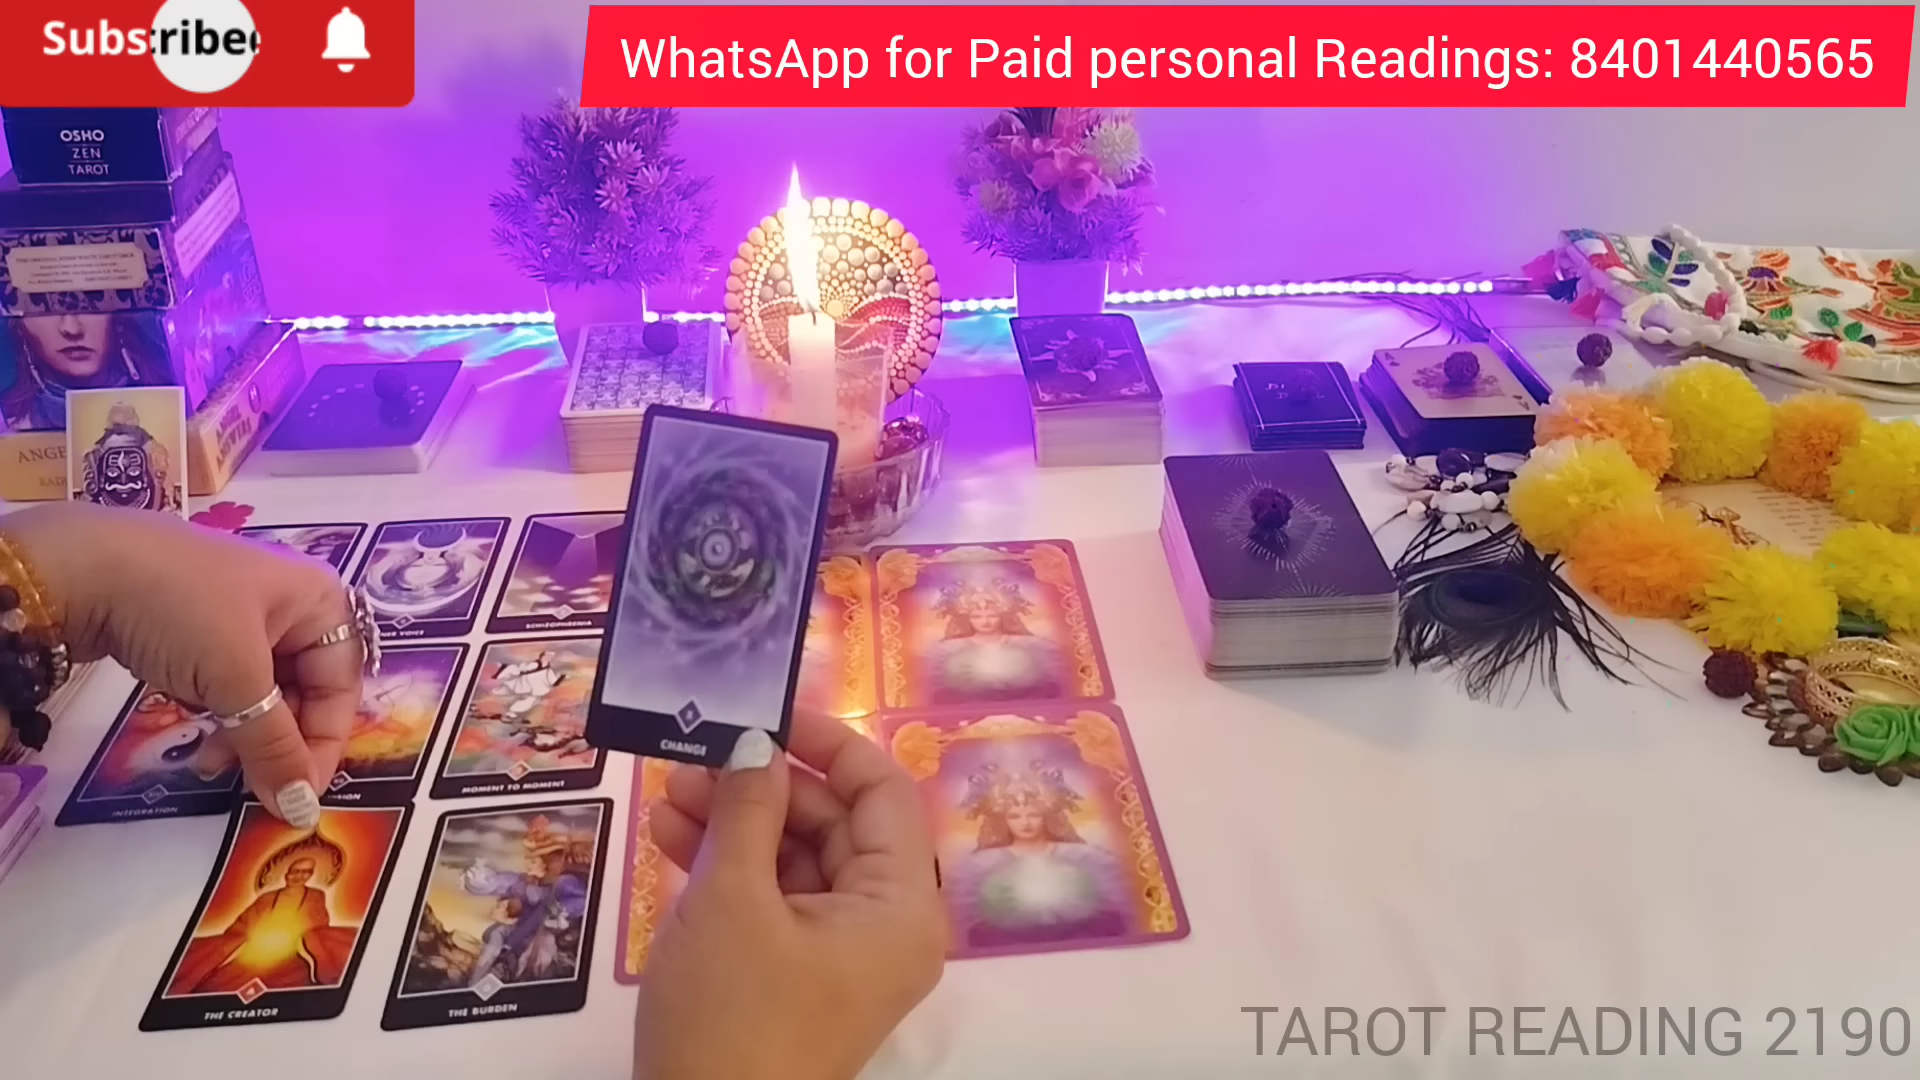 Subscribe
WhatsApp for Paid personal Readings: 8401440565
OSHO
ZEN
TAROT
SCHIZOPHRENIA
CHANGE
INTEGRATION
MOMENT TO MOMENT
THE CREATOR
THE BURDEN
TAROT READING 2190